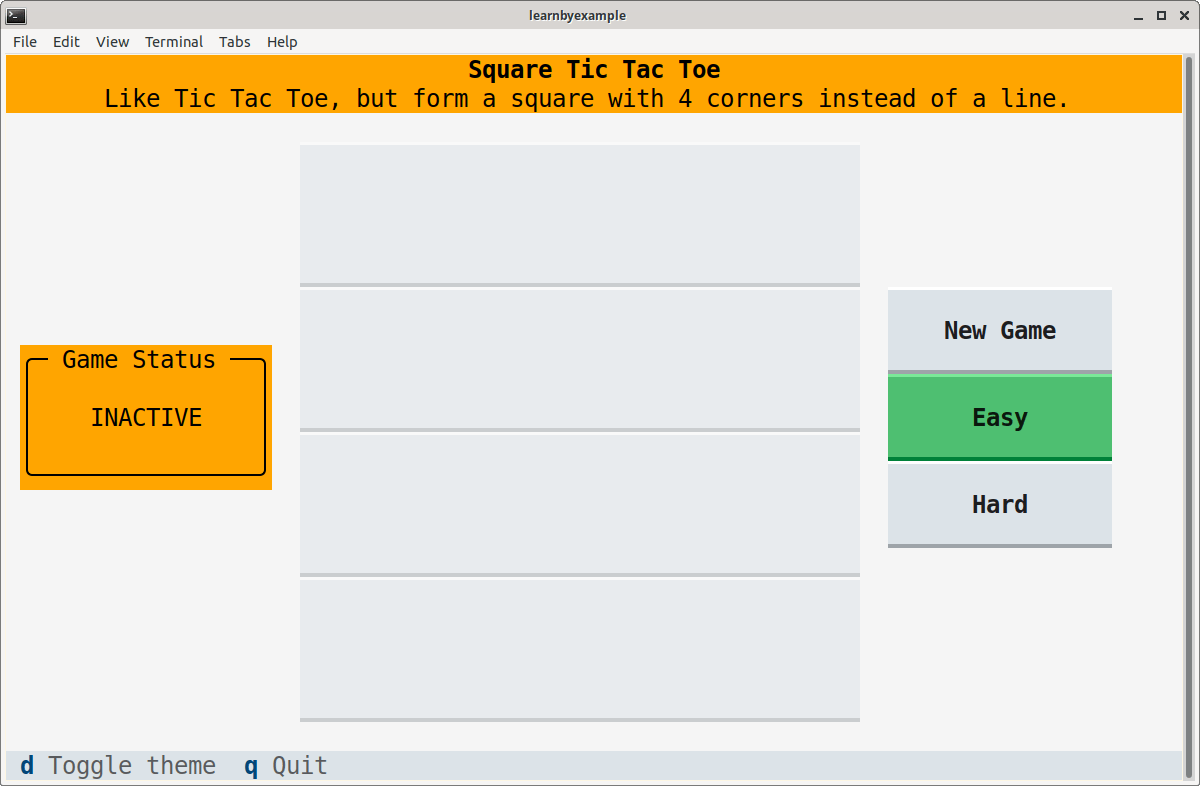 learnbyexample
File Edit View Terminal Tabs Help
Square Tic Tac Toe
Like Tic Tac Toe, but form a square with 4 corners instead of a line.
Game Status
INACTIVE
New Game
Easy
Hard
d Toggle theme q Quit